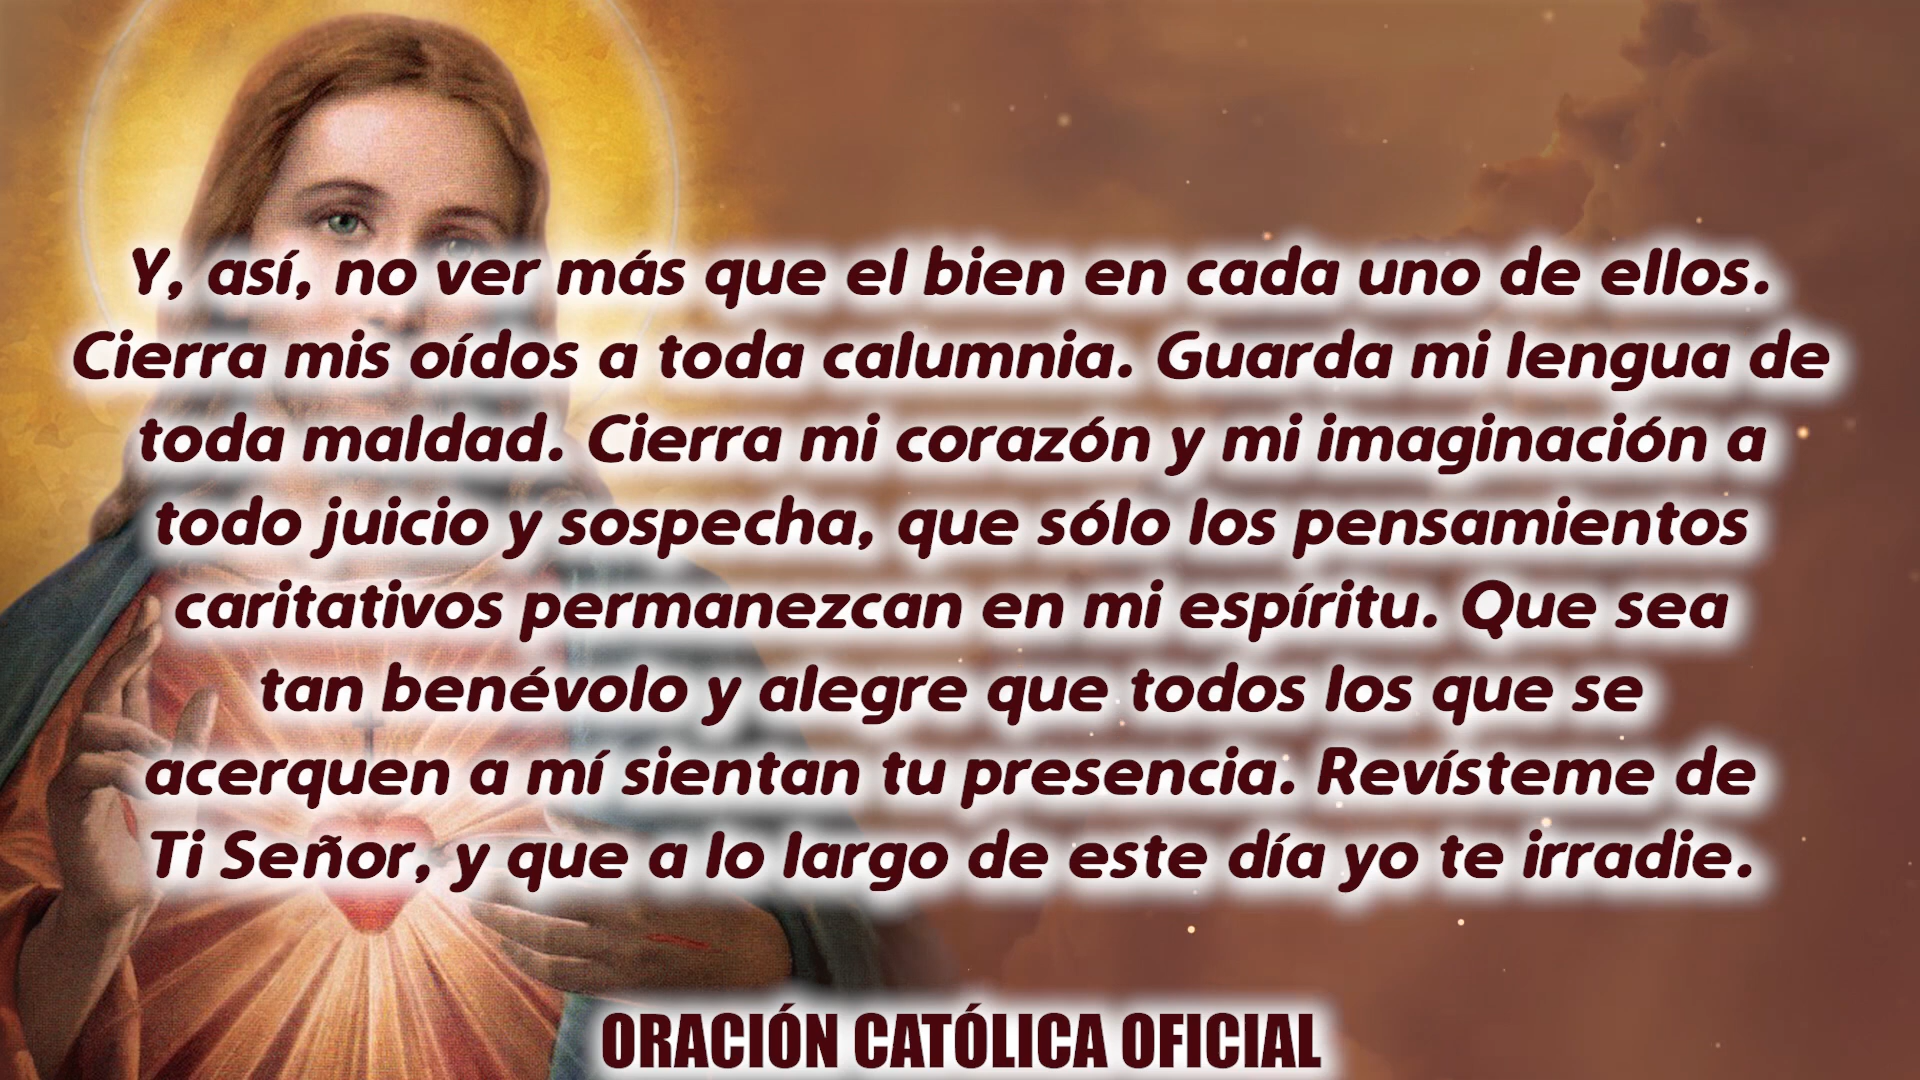 Y, así, no ver más que el bien en cada uno de ellos.
Cierra mis oídos a toda calumnia. Guarda mi lengua de
toda maldad. Cierra mi corazón y mi imaginación a
todo juicio y sospecha, que sólo los pensamientos
caritativos permanezcan en mi espíritu. Que sea
tan benévolo y alegre que todos los que se
acerquen a mí sientan tu presencia. Revísteme de
Ti Señor, y que a lo largo de este día yo te irradie.
ORACIÓN CATÓLICA OFICIAL